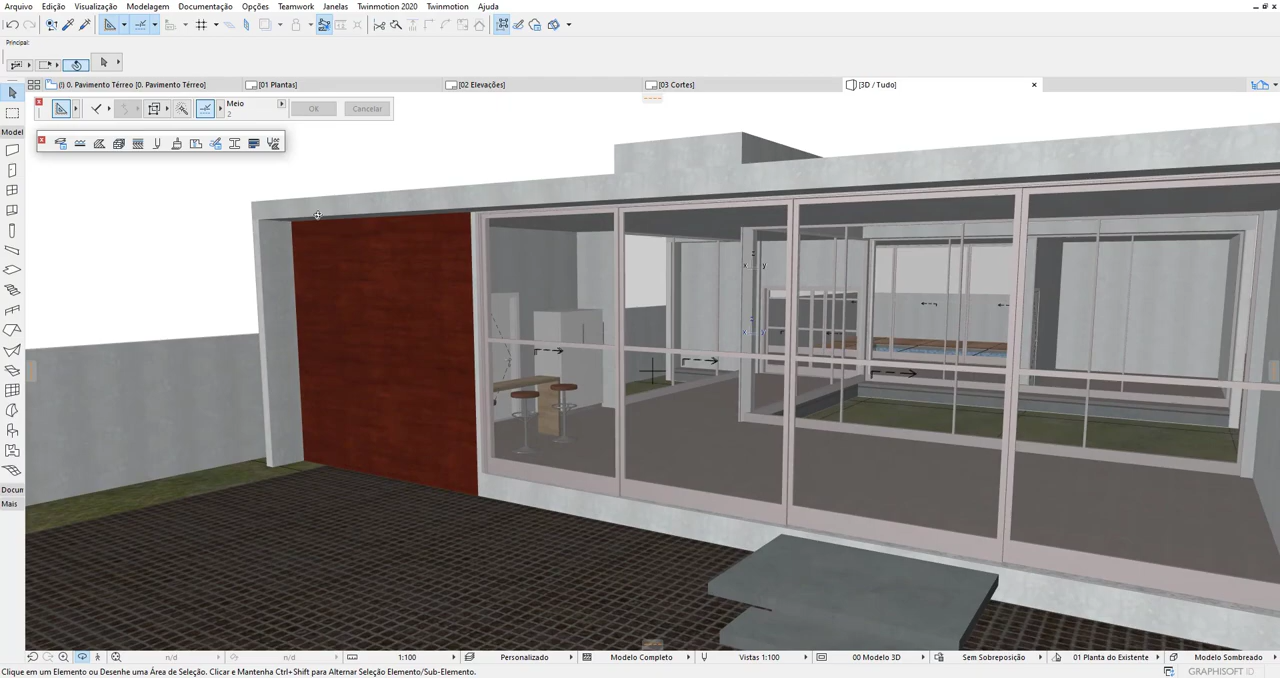 Arquivo Edição Visualização Modelagem Documentação Opções Teamwork Janelas Twinmotion 2020 Twinmotion Ajuda
Principal:
(!) 0. Pavimento Térreo [0. Pavimento Térreo] [01 Plantas] [02 Elevações] [03 Cortes] [3D / Tudo]
Meio
2
OK Cancelar
Model
x y
x y
Docun
Mais
n/d n/d 1:100 Personalizado Modelo Completo Vistas 1:100 00 Modelo 3D Sem Sobreposição 01 Planta do Existente Modelo Sombreado
Clique em um Elemento ou Desenhe uma Área de Seleção. Clicar e Mantenha Ctrl+Shift para Alternar Seleção Elemento/Sub-Elemento.
GRAPHISOFT ID